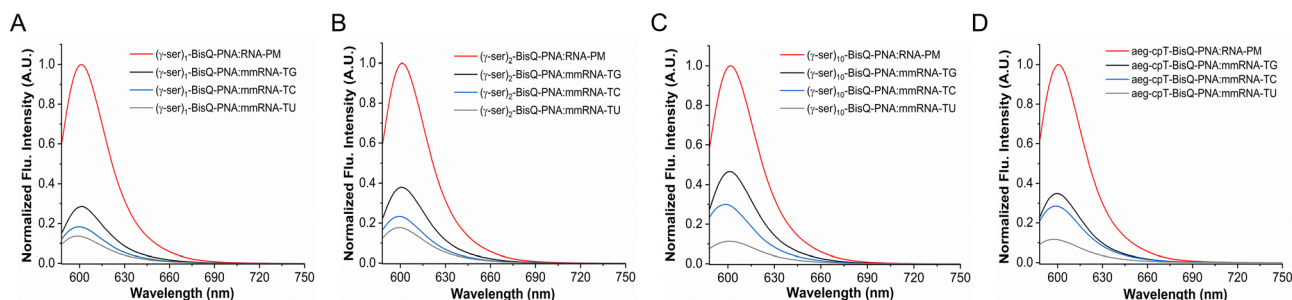 A
Normalized Flu. Intensity (A.U.)
1.0
0.8
0.6
0.4
0.2
0.0
(γ-ser)1-BisQ-PNA:RNA-PM
(γ-ser)1-BisQ-PNA:mmRNA-TG
(γ-ser)1-BisQ-PNA:mmRNA-TC
(γ-ser)1-BisQ-PNA:mmRNA-TU
600 630 660 690 720 750
Wavelength (nm)
B
Normalized Flu. Intensity (A.U.)
1.0
0.8
0.6
0.4
0.2
0.0
(γ-ser)2-BisQ-PNA:RNA-PM
(γ-ser)2-BisQ-PNA:mmRNA-TG
(γ-ser)2-BisQ-PNA:mmRNA-TC
(γ-ser)2-BisQ-PNA:mmRNA-TU
600 630 660 690 720 750
Wavelength (nm)
C
Normalized Flu. Intensity (A.U.)
1.0
0.8
0.6
0.4
0.2
0.0
(γ-ser)10-BisQ-PNA:RNA-PM
(γ-ser)10-BisQ-PNA:mmRNA-TG
(γ-ser)10-BisQ-PNA:mmRNA-TC
(γ-ser)10-BisQ-PNA:mmRNA-TU
600 630 660 690 720 750
Wavelength (nm)
D
Normalized Flu. Intensity (A.U.)
1.0
0.8
0.6
0.4
0.2
0.0
aeg-cpT-BisQ-PNA:RNA-PM
aeg-cpT-BisQ-PNA:mmRNA-TG
aeg-cpT-BisQ-PNA:mmRNA-TC
aeg-cpT-BisQ-PNA:mmRNA-TU
600 630 660 690 720 750
Wavelength (nm)